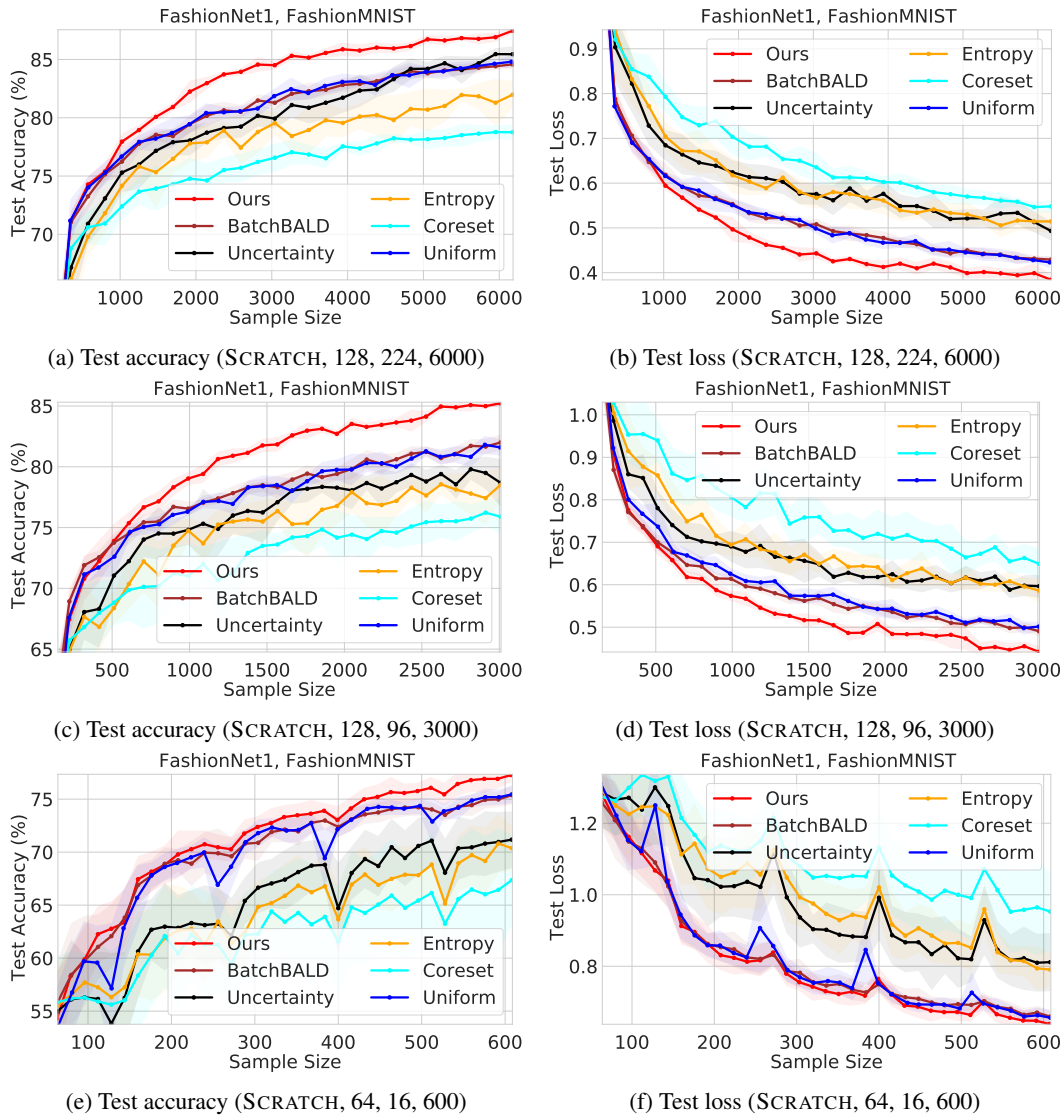 FashionNet1, FashionMNIST
85
80
75
70
Test Accuracy (%)
1000 2000 3000 4000 5000 6000
Sample Size
Ours
BatchBALD
Uncertainty
Entropy
Coreset
Uniform
(a) Test accuracy (SCRATCH, 128, 224, 6000)
FashionNet1, FashionMNIST
0.9
0.8
0.7
0.6
0.5
0.4
Test Loss
1000 2000 3000 4000 5000 6000
Sample Size
Ours
BatchBALD
Uncertainty
Entropy
Coreset
Uniform
(b) Test loss (SCRATCH, 128, 224, 6000)
FashionNet1, FashionMNIST
85
80
75
70
65
Test Accuracy (%)
500 1000 1500 2000 2500 3000
Sample Size
Ours
BatchBALD
Uncertainty
Entropy
Coreset
Uniform
(c) Test accuracy (SCRATCH, 128, 96, 3000)
FashionNet1, FashionMNIST
1.0
0.9
0.8
0.7
0.6
0.5
Test Loss
500 1000 1500 2000 2500 3000
Sample Size
Ours
BatchBALD
Uncertainty
Entropy
Coreset
Uniform
(d) Test loss (SCRATCH, 128, 96, 3000)
FashionNet1, FashionMNIST
75
70
65
60
55
Test Accuracy (%)
100 200 300 400 500 600
Sample Size
Ours
BatchBALD
Uncertainty
Entropy
Coreset
Uniform
(e) Test accuracy (SCRATCH, 64, 16, 600)
FashionNet1, FashionMNIST
1.2
1.0
0.8
Test Loss
100 200 300 400 500 600
Sample Size
Ours
BatchBALD
Uncertainty
Entropy
Coreset
Uniform
(f) Test loss (SCRATCH, 64, 16, 600)